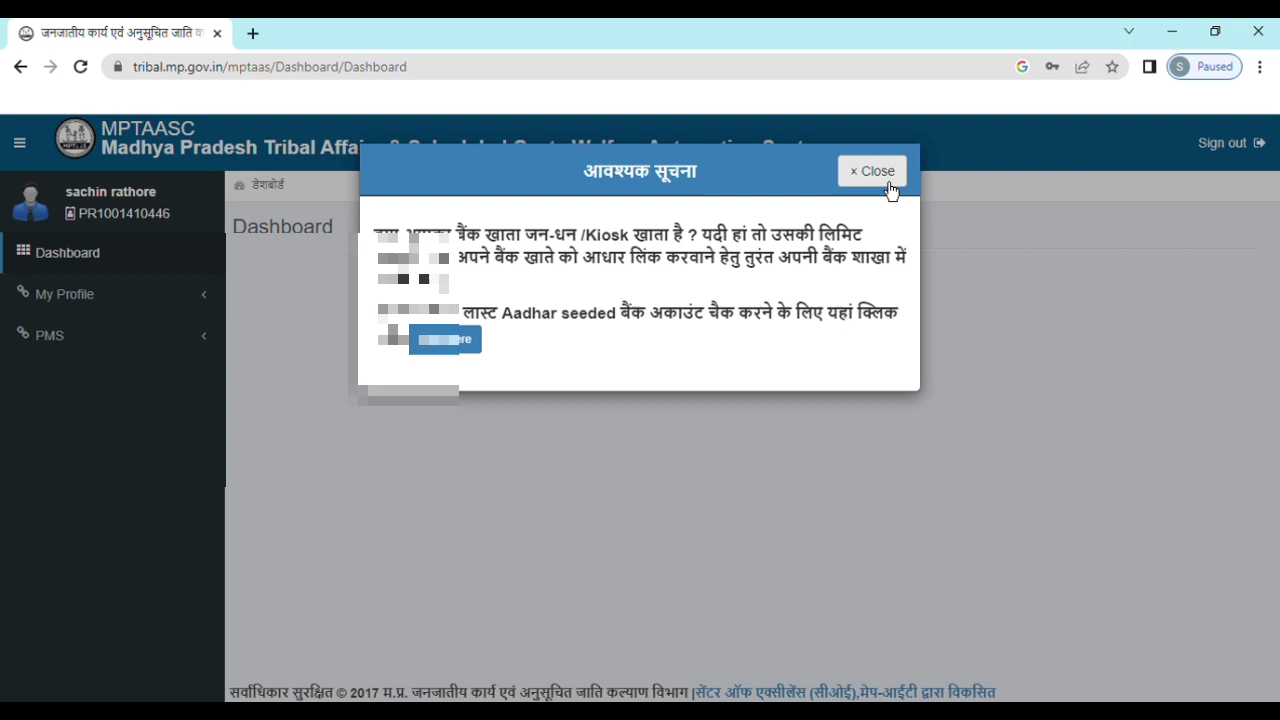 जनजातीय कार्य एवं अनुसूचित जाति क
tribal.mp.gov.in/mptaas/Dashboard/Dashboard
S Paused
MPTAASC
Madhya Pradesh Tribal Affai
Sign out
आवश्यक सूचना
× Close
sachin rathore
PR1001410446
डेशबोर्ड
Dashboard
Dashboard
My Profile
PMS
बैंक खाता जन-धन /Kiosk खाता है ? यदी हां तो उसकी लिमिट
अपने बैंक खाते को आधार लिंक करवाने हेतु तुरंत अपनी बैंक शाखा में
लास्ट Aadhar seeded बैंक अकाउंट चैक करने के लिए यहां क्लिक
सर्वाधिकार सुरक्षित © 2017 म.प्र. जनजातीय कार्य एवं अनुसूचित जाति कल्याण विभाग |सेंटर ऑफ एक्सीलेंस (सीओई),मेप-आईटी द्वारा विकसित